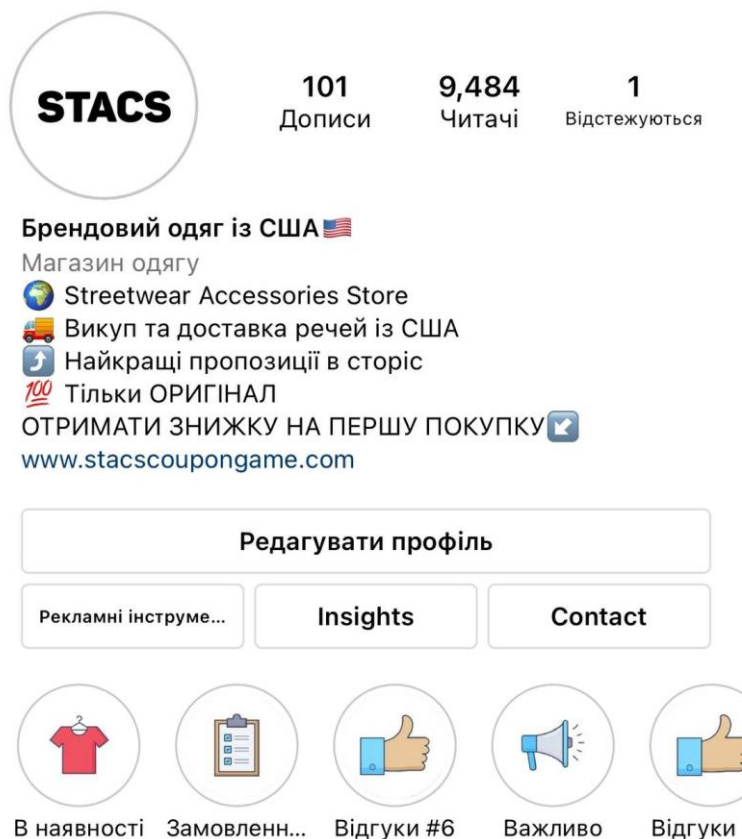 STACS
101
Дописи
9,484
Читачі
1
Відстежуються
Брендовий одяг із США🇺🇸
Магазин одягу
🌍 Streetwear Accessories Store
🚚 Викуп та доставка речей із США
⤴️ Найкращі пропозиції в сторіс
💯 Тільки ОРИГІНАЛ
ОТРИМАТИ ЗНИЖКУ НА ПЕРШУ ПОКУПКУ↙️
www.stacscoupongame.com
Редагувати профіль
Рекламні інструме... Insights Contact
В наявності Замовленн... Відгуки #6 Важливо Відгуки